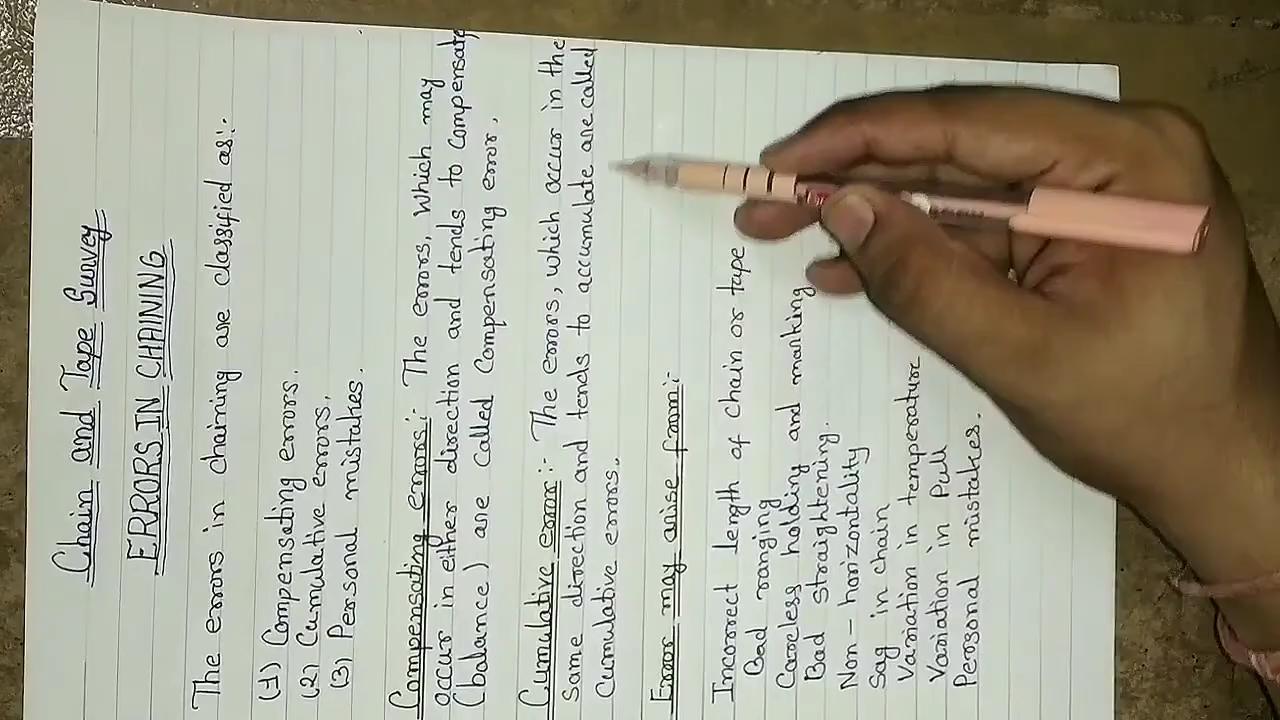 Chain and Tape Survey
ERRORS IN CHAINING
The errors in chaining are classified as:-
(1) Compensating errors.
(2) Cumulative errors.
(3) Personal mistakes.
Compensating errors:- The errors, which may
occur in either direction and tends to compensate
(balance) are called compensating error.
Cumulative error:- The errors, which occur in the
same direction and tends to accumulate are called
cumulative errors.
Error may arise from:-
Incorrect length of chain or tape
Bad ranging
Careless holding and marking
Bad straightening.
Non-horizontality
Sag in chain
Variation in temperature
Variation in Pull
Personal mistakes.